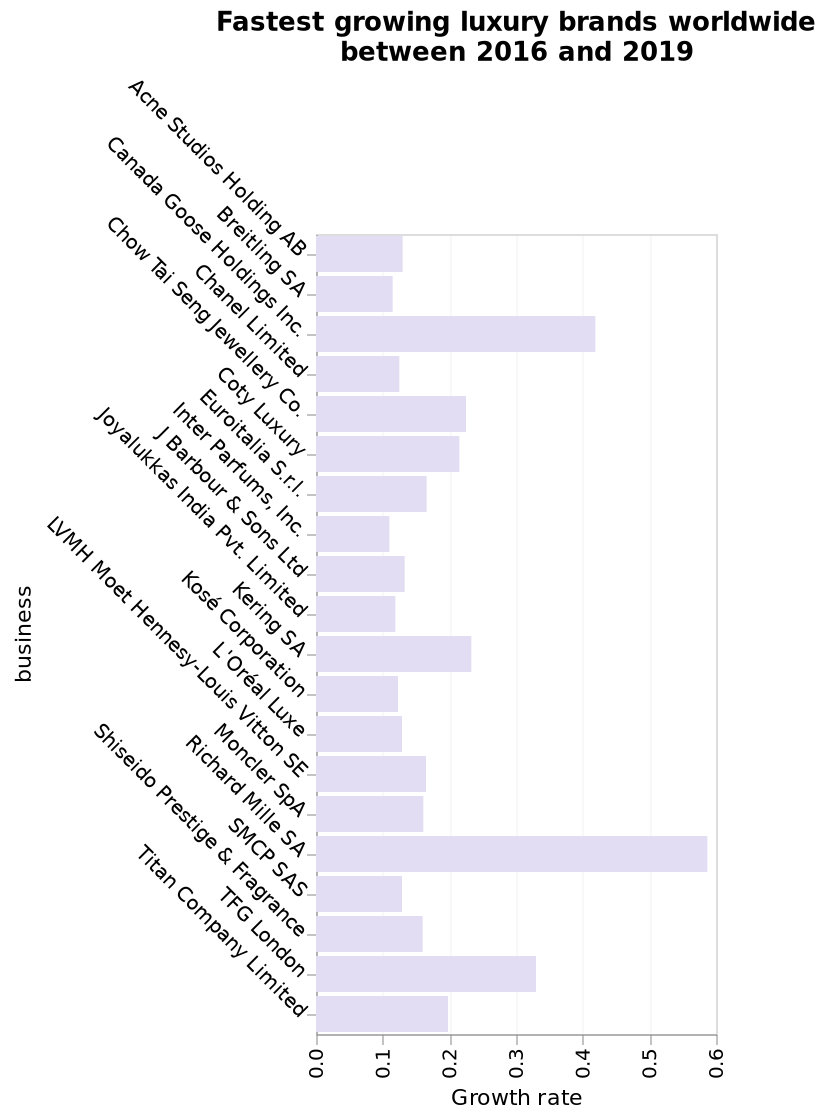 Fastest growing luxury brands worldwide
between 2016 and 2019
Acne Studios Holding AB
Breitling SA
Canada Goose Holdings Inc.
Chanel Limited
Chow Tai Seng Jewellery Co.
Coty Luxury
Euroitalia S.r.l.
Inter Parfums, Inc.
J Barbour & Sons Ltd
Joyalukkas India Pvt. Limited
Kering SA
Kosé Corporation
L'Oréal Luxe
LVMH Moet Hennesy-Louis Vitton SE
Moncler SpA
Richard Mille SA
SMCP SAS
Shiseido Prestige & Fragrance
TFG London
Titan Company Limited
business
0.0 0.1 0.2 0.3 0.4 0.5 0.6
Growth rate